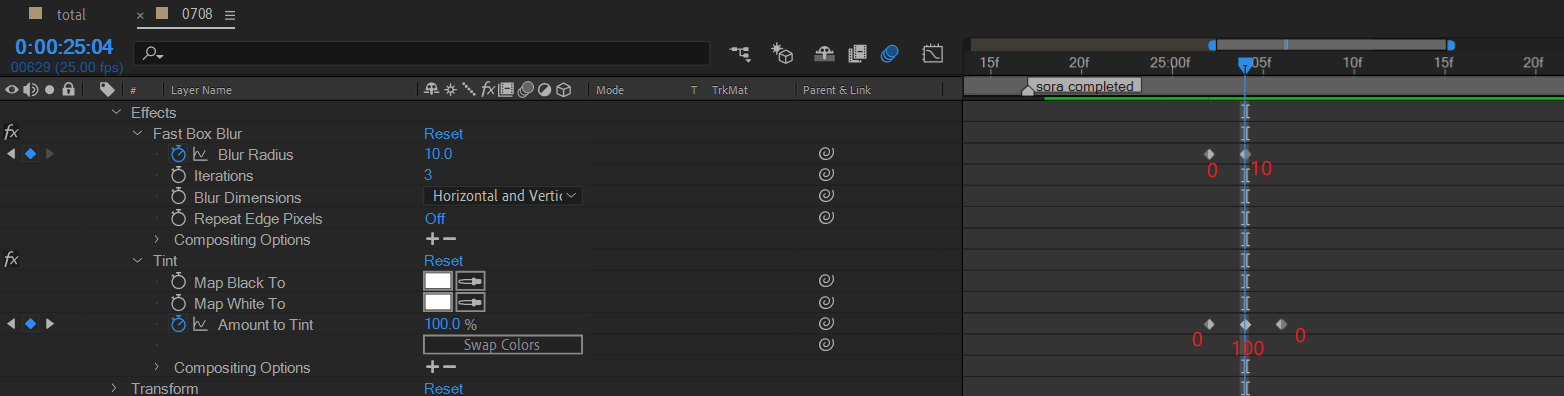 total
× 0708
0:00:25:04
00629 (25.00 fps)
15f 20f 25:00f 05f 10f 15f 20f
# Layer Name fx Mode T TrkMat Parent & Link
sora completed
Effects
fx Fast Box Blur Reset
Blur Radius 10.0
0 10
Iterations 3
Blur Dimensions Horizontal and Vertic
Repeat Edge Pixels Off
Compositing Options + −
fx Tint Reset
Map Black To
Map White To
Amount to Tint 100.0 %
0 100 0
Swap Colors
Compositing Options + −
Transform Reset